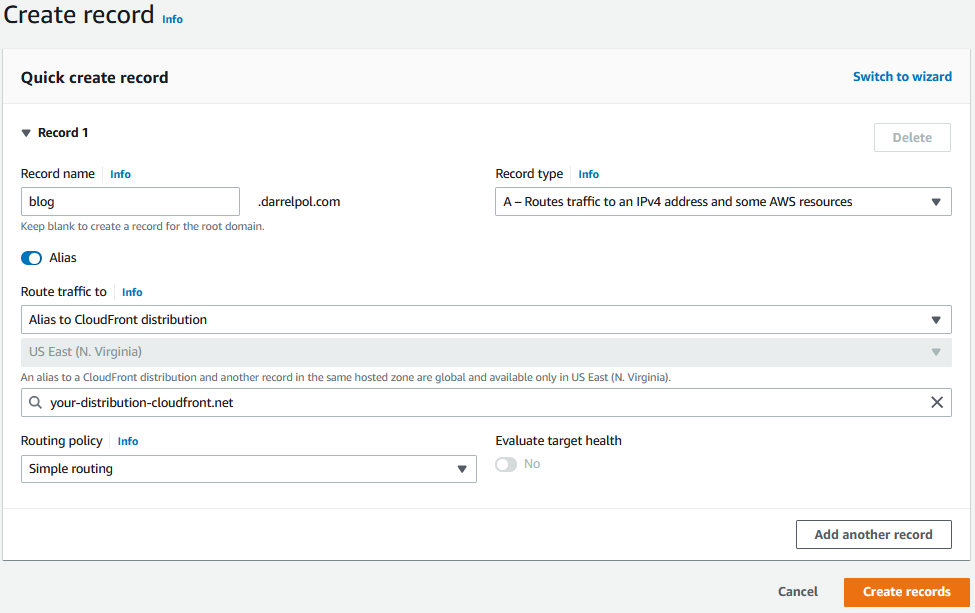 Create record Info
Quick create record Switch to wizard
Record 1 Delete
Record name Info Record type Info
blog .darrelpol.com A – Routes traffic to an IPv4 address and some AWS resources
Keep blank to create a record for the root domain.
Alias
Route traffic to Info
Alias to CloudFront distribution
US East (N. Virginia)
An alias to a CloudFront distribution and another record in the same hosted zone are global and available only in US East (N. Virginia).
your-distribution-cloudfront.net
Routing policy Info Evaluate target health
Simple routing No
Add another record
Cancel Create records